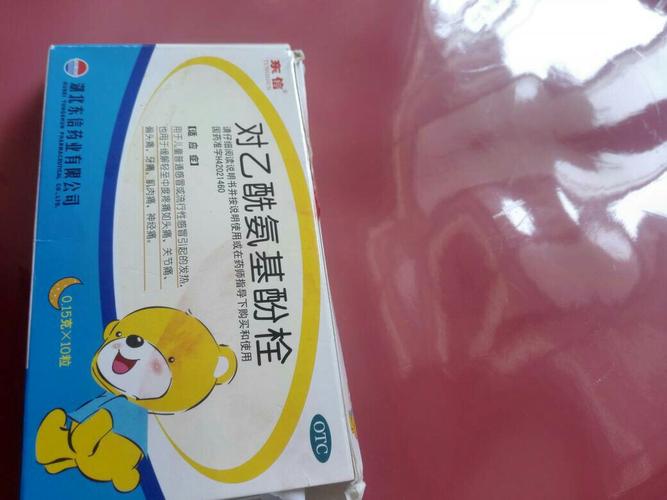 东信
对乙酰氨基酚栓
请仔细阅读说明书并按说明使用或在药师指导下购买和使用
国药准字H42021460
【适应症】
用于儿童普通感冒或流行性感冒引起的发热,
也用于缓解轻至中度疼痛如头痛、关节痛、
偏头痛、牙痛、肌肉痛、神经痛。
0.15克×10粒
OTC
湖北东信药业有限公司
HUBEI TUNGSHUN PHARMACEUTICAL CO.,LTD.